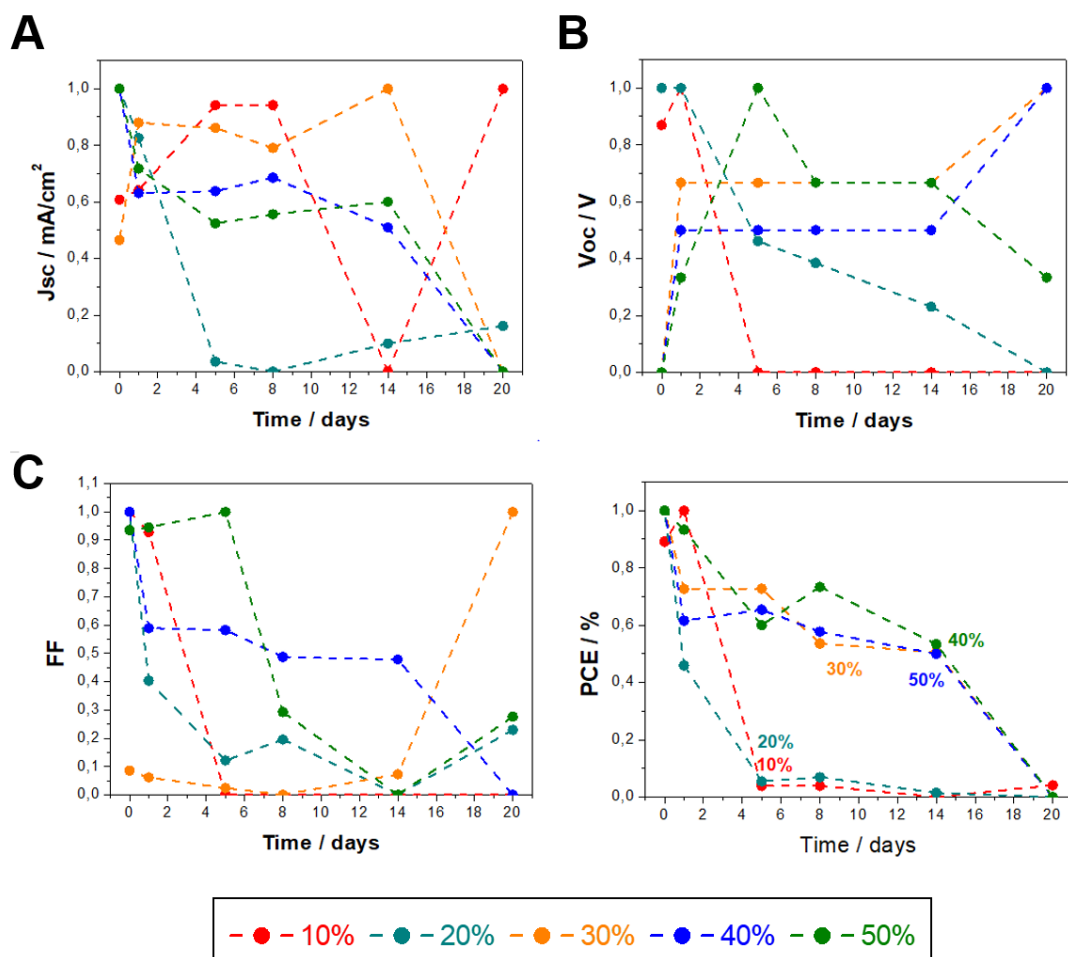 A
Jsc / mA/cm²
1,0
0,8
0,6
0,4
0,2
0,0
0 2 4 6 8 10 12 14 16 18 20
Time / days
B
Voc / V
1,0
0,8
0,6
0,4
0,2
0,0
0 2 4 6 8 10 12 14 16 18 20
Time / days
C
FF
1,1
1,0
0,9
0,8
0,7
0,6
0,5
0,4
0,3
0,2
0,1
0,0
0 2 4 6 8 10 12 14 16 18 20
Time / days
PCE / %
1,0
0,8
0,6
0,4
0,2
0,0
40%
30%
50%
20%
10%
0 2 4 6 8 10 12 14 16 18 20
Time / days
10% 20% 30% 40% 50%